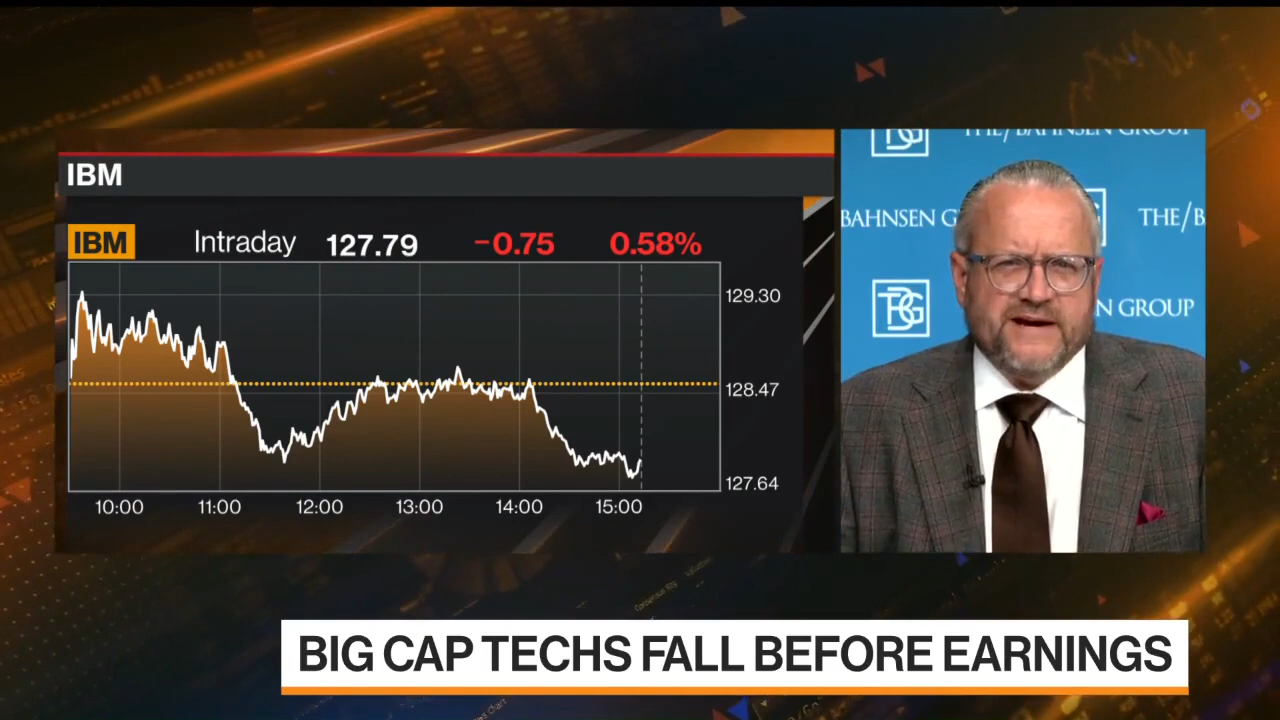 IBM
IBM Intraday 127.79 −0.75 0.58%
129.30
128.47
127.64
10:00 11:00 12:00 13:00 14:00 15:00
THE/BAHNSEN GROUP
BAHNSEN G THE/B
TBG
N GROUP
BIG CAP TECHS FALL BEFORE EARNINGS